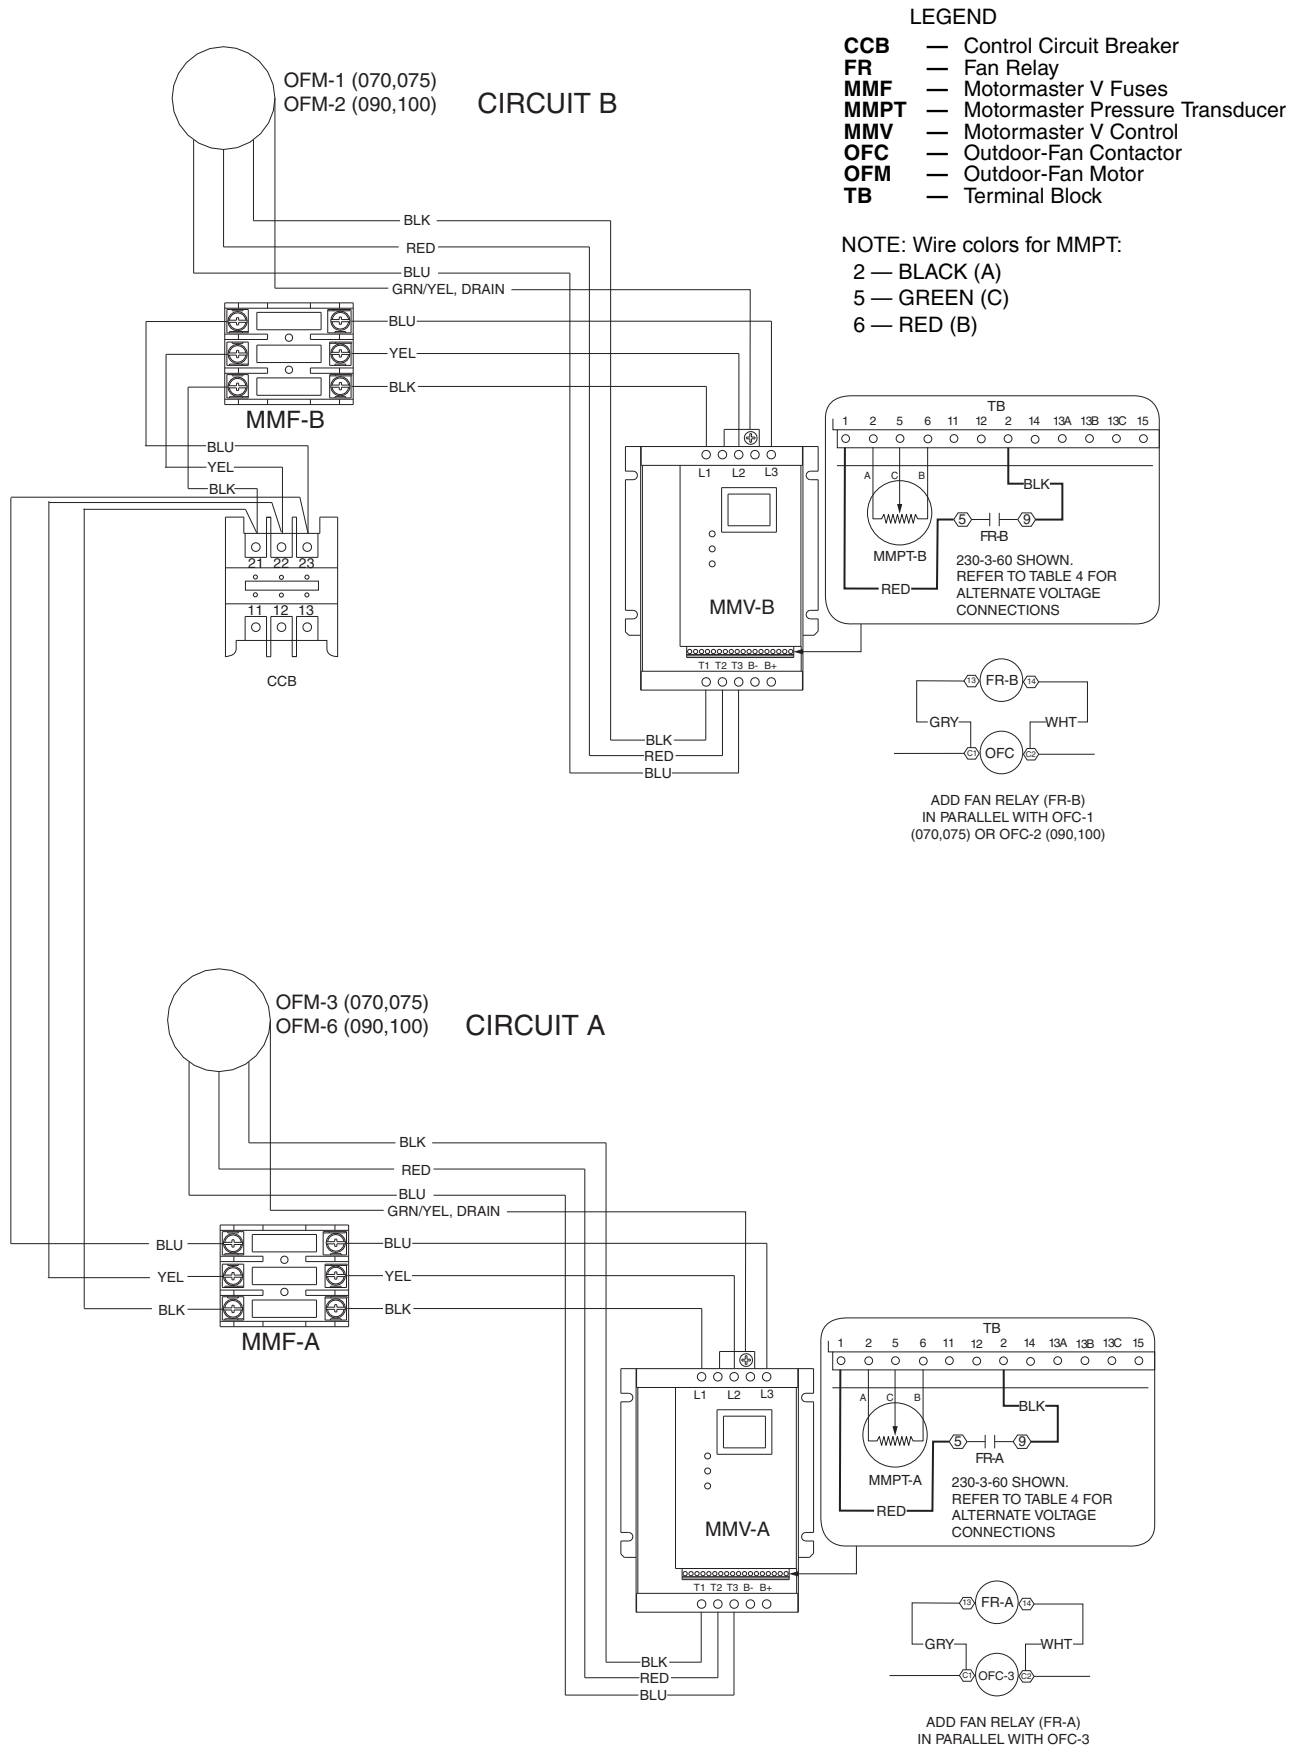 LEGEND
CCB — Control Circuit Breaker
FR — Fan Relay
MMF — Motormaster V Fuses
MMPT — Motormaster Pressure Transducer
MMV — Motormaster V Control
OFC — Outdoor-Fan Contactor
OFM — Outdoor-Fan Motor
TB — Terminal Block
NOTE: Wire colors for MMPT:
2 — BLACK (A)
5 — GREEN (C)
6 — RED (B)
OFM-1 (070,075)
OFM-2 (090,100)
CIRCUIT B
BLK
RED
BLU
GRN/YEL, DRAIN
BLU
YEL
BLK
MMF-B
BLU
YEL
BLK
21 22 23
11 12 13
CCB
L1 L2 L3
MMV-B
T1 T2 T3 B- B+
BLK
RED
BLU
TB
1 2 5 6 11 12 2 14 13A 13B 13C 15
A C B
BLK
5 9
FR-B
MMPT-B
RED
230-3-60 SHOWN.
REFER TO TABLE 4 FOR
ALTERNATE VOLTAGE
CONNECTIONS
13 FR-B 14
GRY WHT
C1 OFC C2
ADD FAN RELAY (FR-B)
IN PARALLEL WITH OFC-1
(070,075) OR OFC-2 (090,100)
OFM-3 (070,075)
OFM-6 (090,100)
CIRCUIT A
BLK
RED
BLU
GRN/YEL, DRAIN
BLU BLU
YEL YEL
BLK BLK
MMF-A
L1 L2 L3
MMV-A
T1 T2 T3 B- B+
BLK
RED
BLU
TB
1 2 5 6 11 12 2 14 13A 13B 13C 15
A C B
BLK
5 9
FR-A
MMPT-A
RED
230-3-60 SHOWN.
REFER TO TABLE 4 FOR
ALTERNATE VOLTAGE
CONNECTIONS
13 FR-A 14
GRY WHT
C1 OFC-3 C2
ADD FAN RELAY (FR-A)
IN PARALLEL WITH OFC-3